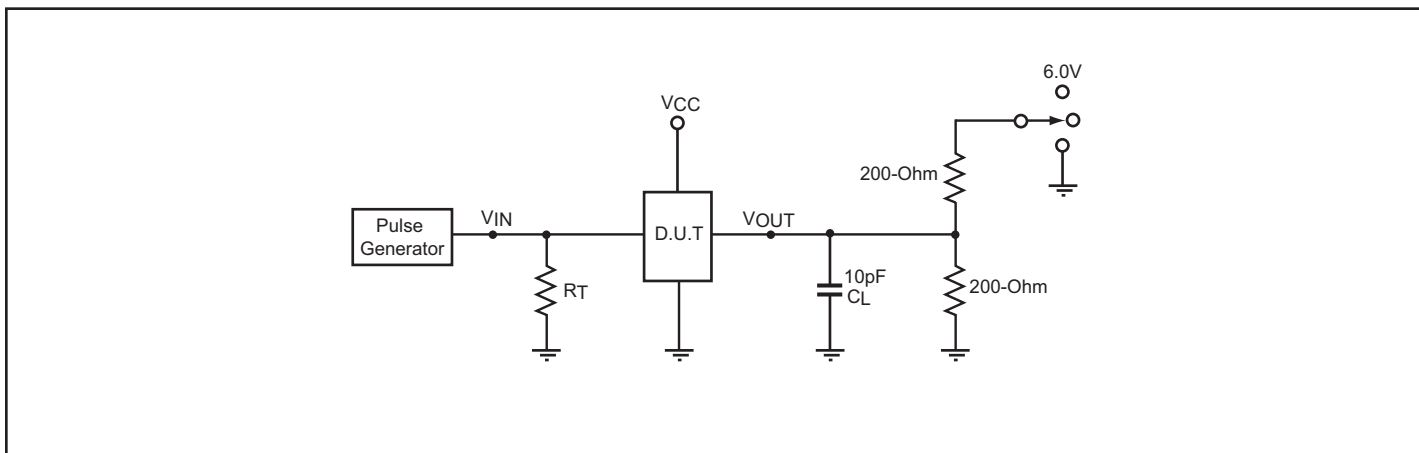 6.0V
VCC
200-Ohm
Pulse
Generator
VIN
D.U.T
VOUT
RT
10pF
CL
200-Ohm